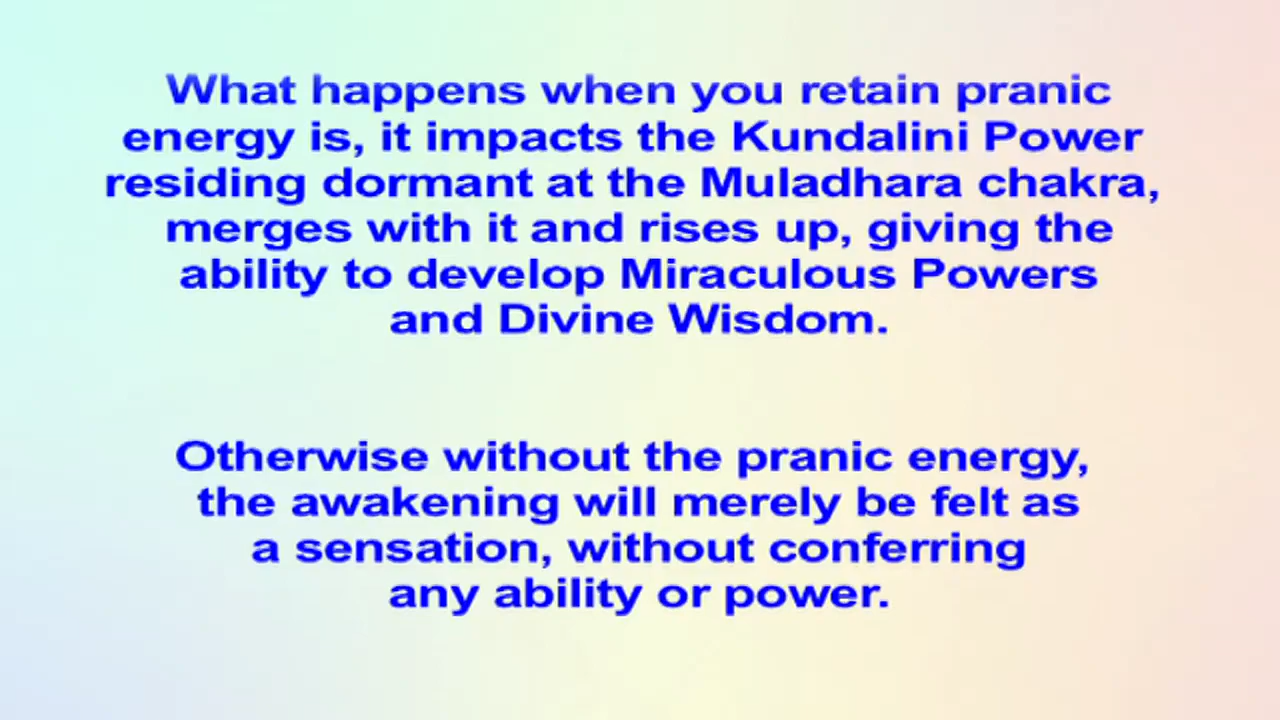 What happens when you retain pranic
energy is, it impacts the Kundalini Power
residing dormant at the Muladhara chakra,
merges with it and rises up, giving the
ability to develop Miraculous Powers
and Divine Wisdom.
Otherwise without the pranic energy,
the awakening will merely be felt as
a sensation, without conferring
any ability or power.